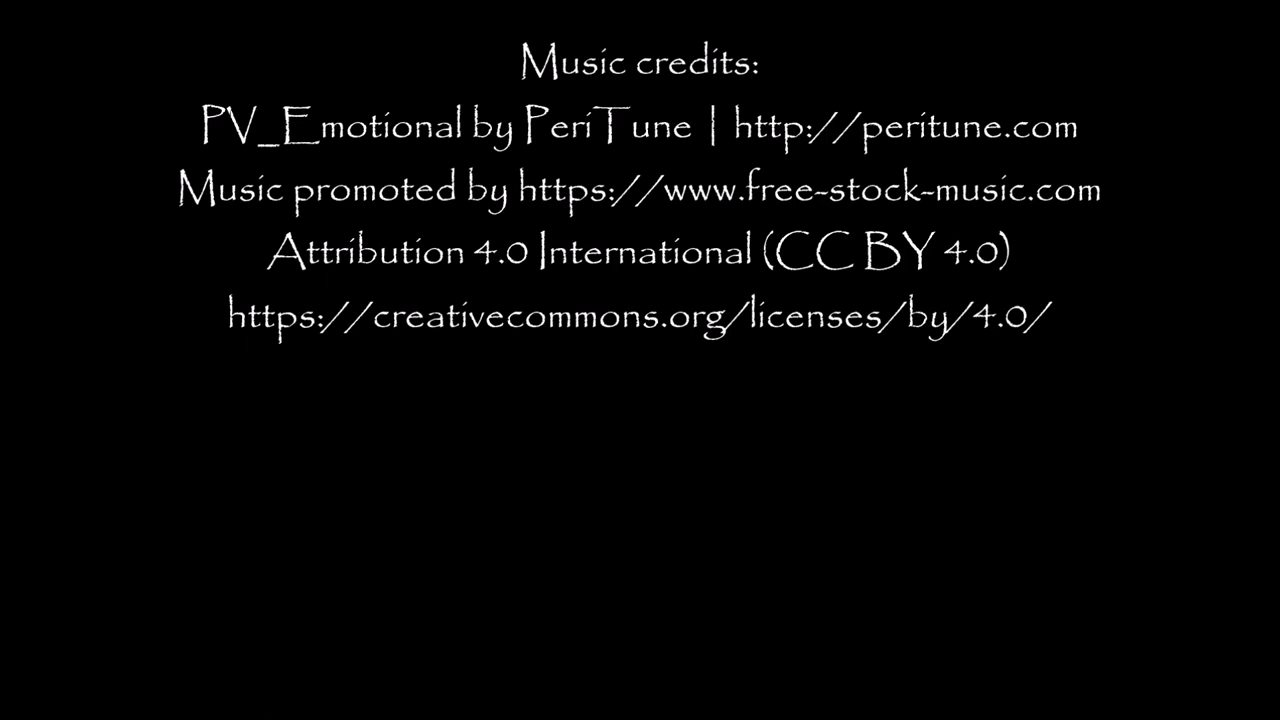 Music credits:
PV_Emotional by PeriTune | http://peritune.com
Music promoted by https://www.free-stock-music.com
Attribution 4.0 International (CC BY 4.0)
https://creativecommons.org/licenses/by/4.0/